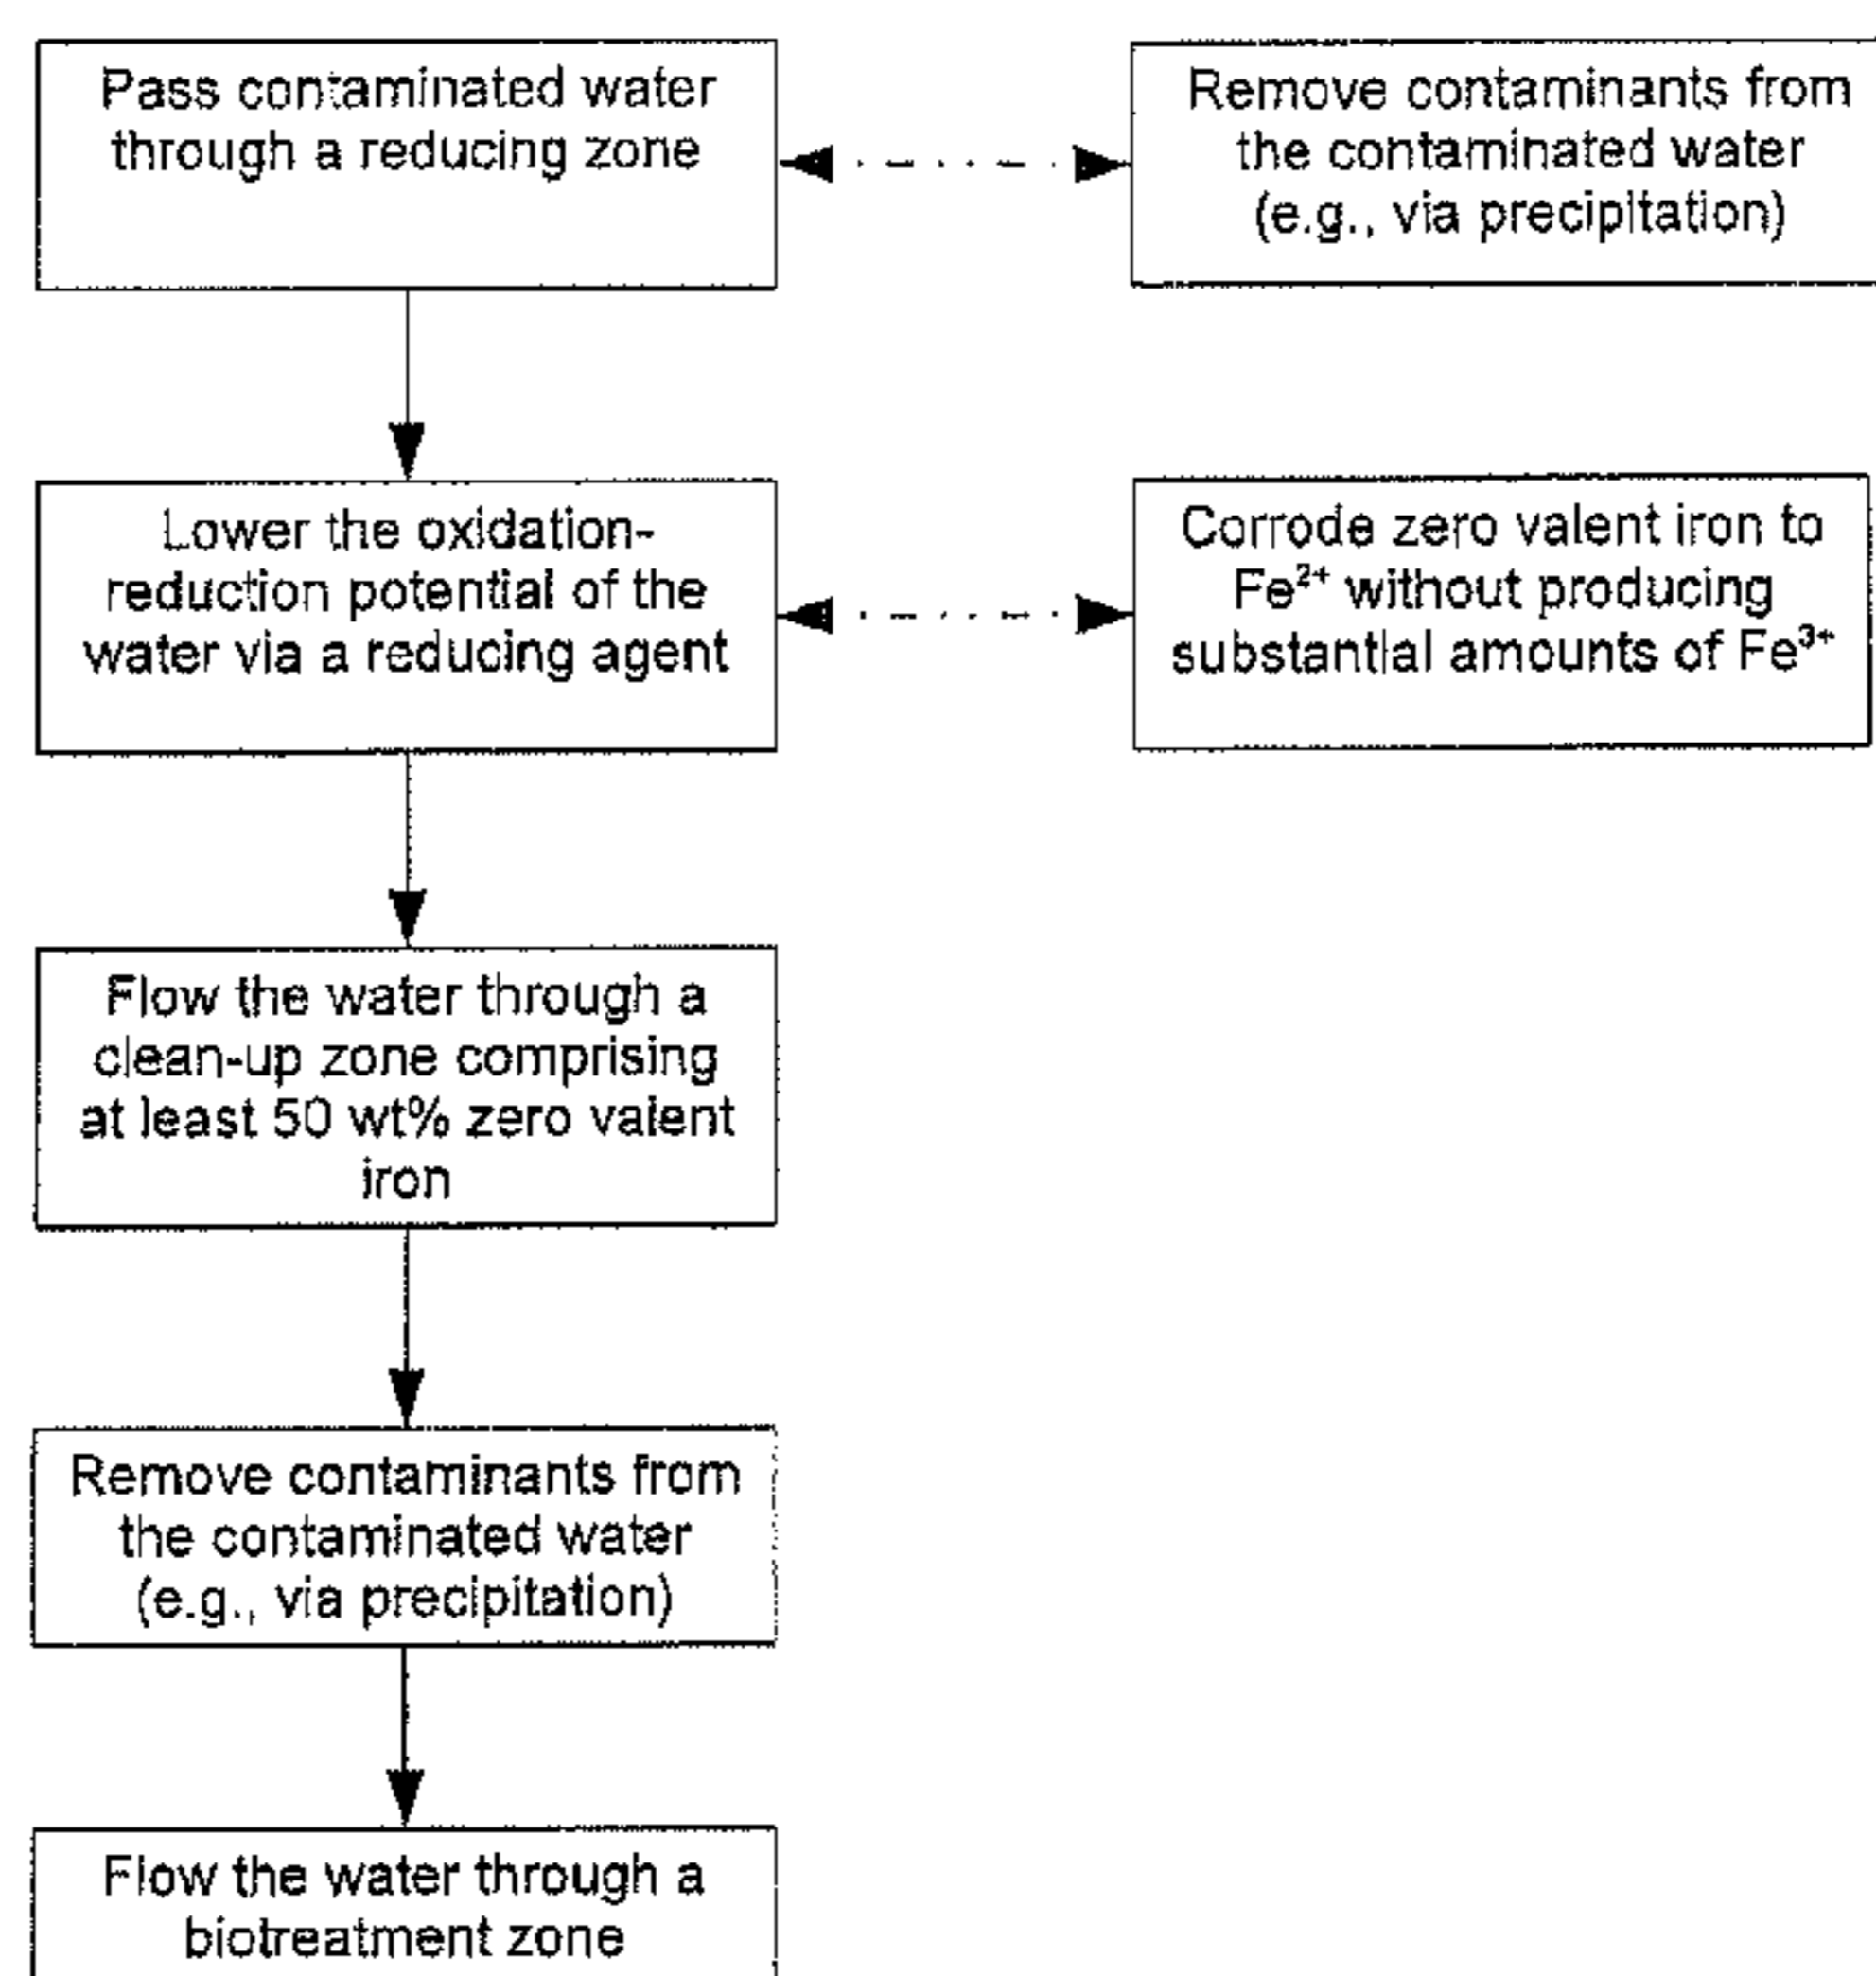 Pass contaminated water
through a reducing zone
Remove contaminants from
the contaminated water
(e.g., via precipitation)
Lower the oxidation-
reduction potential of the
water via a reducing agent
Corrode zero valent iron to
Fe²⁺ without producing
substantial amounts of Fe³⁺
Flow the water through a
clean-up zone comprising
at least 50 wt% zero valent
iron
Remove contaminants from
the contaminated water
(e.g., via precipitation)
Flow the water through a
biotreatment zone